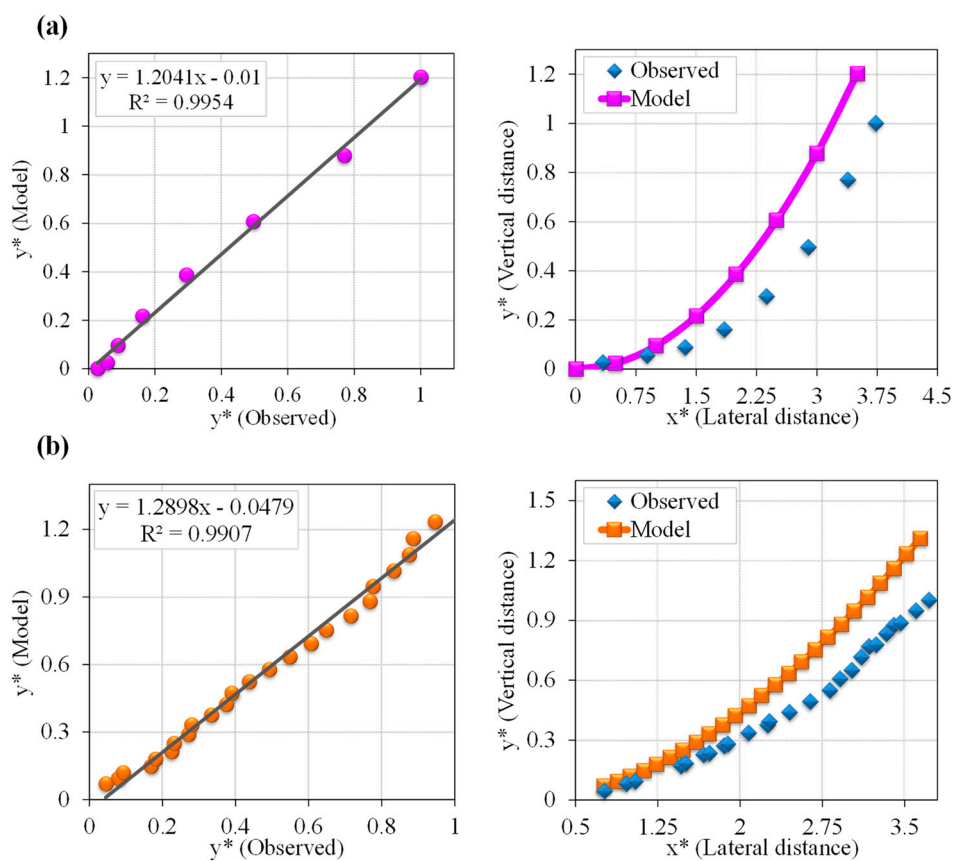 (a)
y = 1.2041x - 0.01
R² = 0.9954
1.2
1
0.8
0.6
0.4
0.2
0
0 0.2 0.4 0.6 0.8 1
y* (Model)
y* (Observed)
Observed
Model
1.2
1
0.8
0.6
0.4
0.2
0
0 0.75 1.5 2.25 3 3.75 4.5
y* (Vertical distance)
x* (Lateral distance)
(b)
y = 1.2898x - 0.0479
R² = 0.9907
1.2
0.9
0.6
0.3
0
0 0.2 0.4 0.6 0.8 1
y* (Model)
y* (Observed)
Observed
Model
1.5
1.2
0.9
0.6
0.3
0
0.5 1.25 2 2.75 3.5
y* (Vertical distance)
x* (Lateral distance)